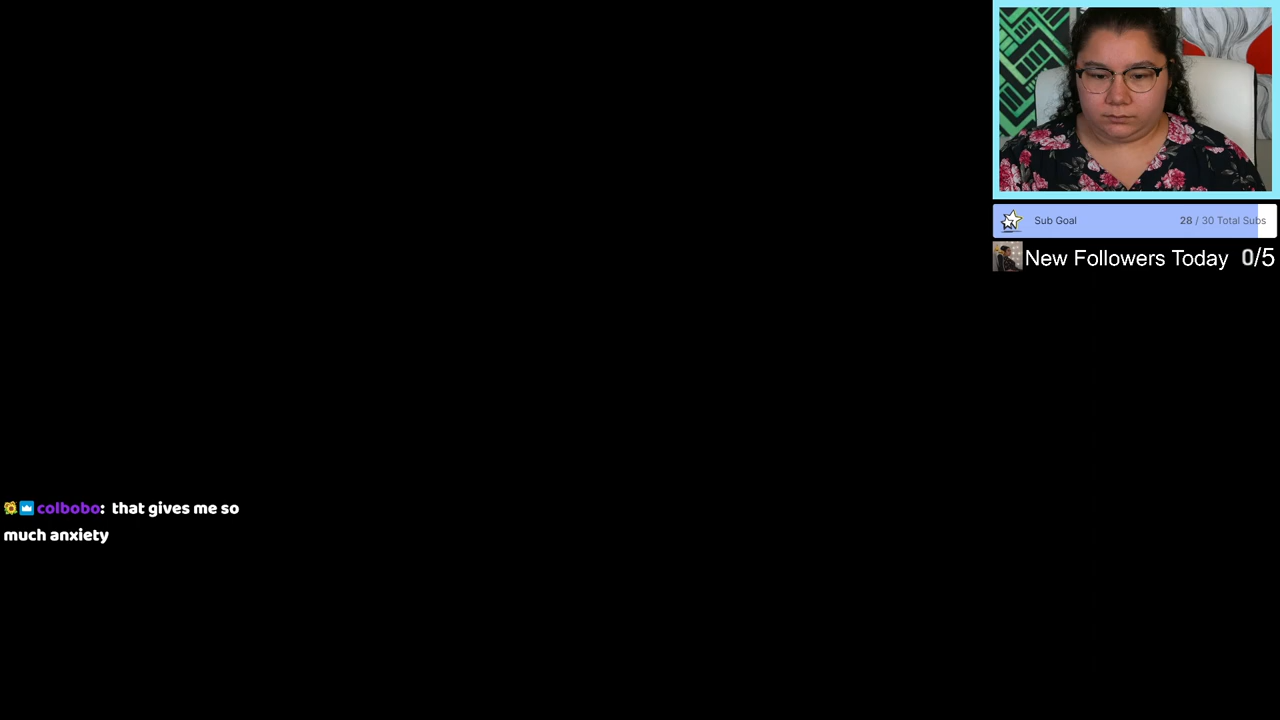 Sub Goal 28 / 30 Total Subs
New Followers Today 0/5
colbobo: that gives me so
much anxiety